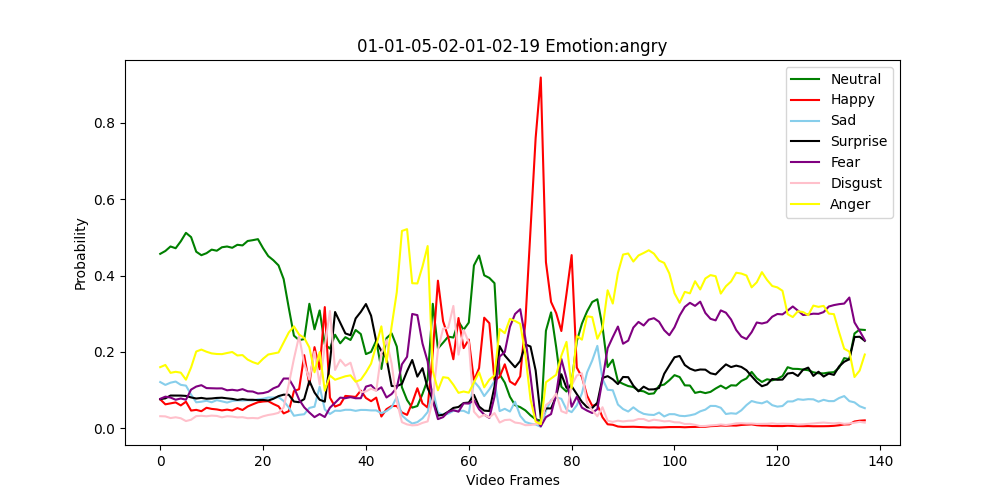 01-01-05-02-01-02-19 Emotion:angry
Probability
0.8
0.6
0.4
0.2
0.0
0 20 40 60 80 100 120 140
Video Frames
Neutral
Happy
Sad
Surprise
Fear
Disgust
Anger